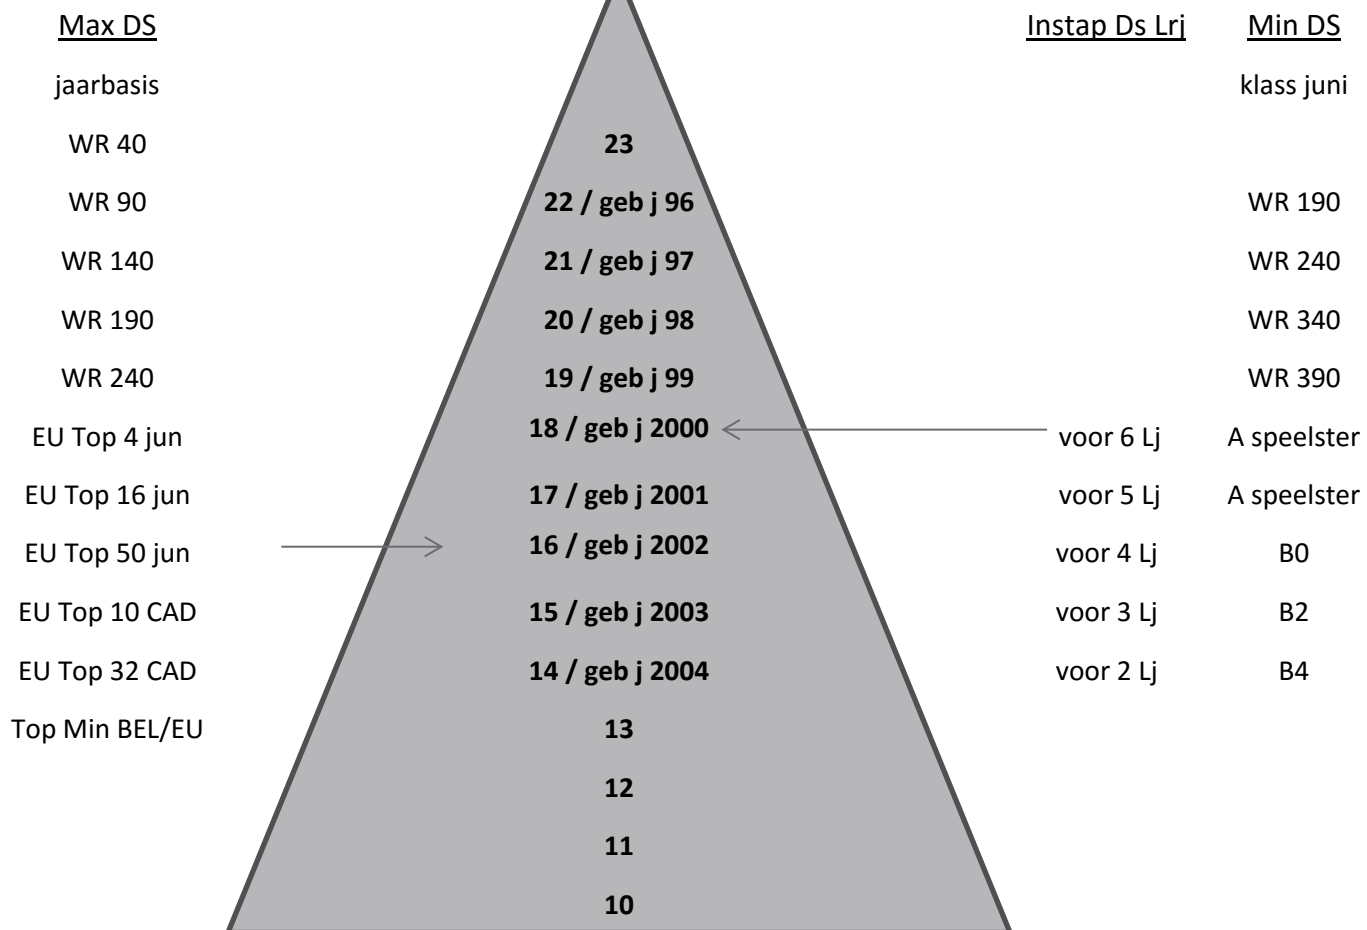 Max DS Instap Ds Lrj Min DS
jaarbasis klass juni
WR 40 23
WR 90 22 / geb j 96 WR 190
WR 140 21 / geb j 97 WR 240
WR 190 20 / geb j 98 WR 340
WR 240 19 / geb j 99 WR 390
EU Top 4 jun 18 / geb j 2000 voor 6 Lj A speelster
EU Top 16 jun 17 / geb j 2001 voor 5 Lj A speelster
EU Top 50 jun 16 / geb j 2002 voor 4 Lj B0
EU Top 10 CAD 15 / geb j 2003 voor 3 Lj B2
EU Top 32 CAD 14 / geb j 2004 voor 2 Lj B4
Top Min BEL/EU 13
12
11
10